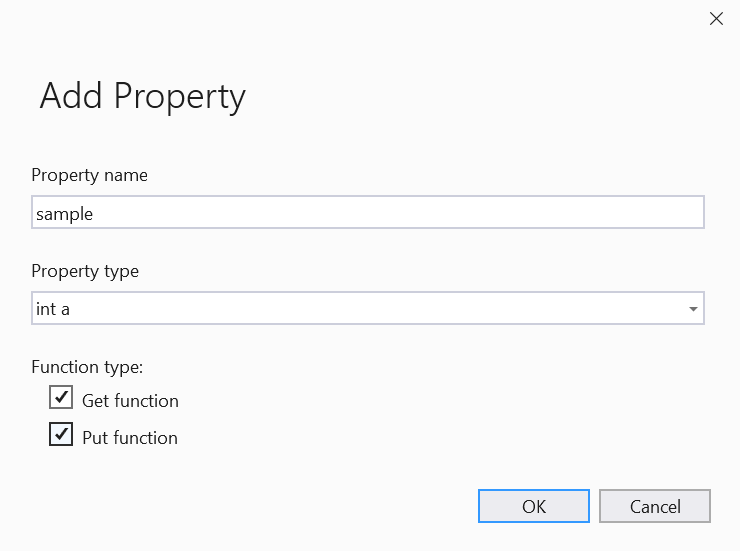 Add Property
Property name
sample
Property type
int a
Function type:
Get function
Put function
OK
Cancel